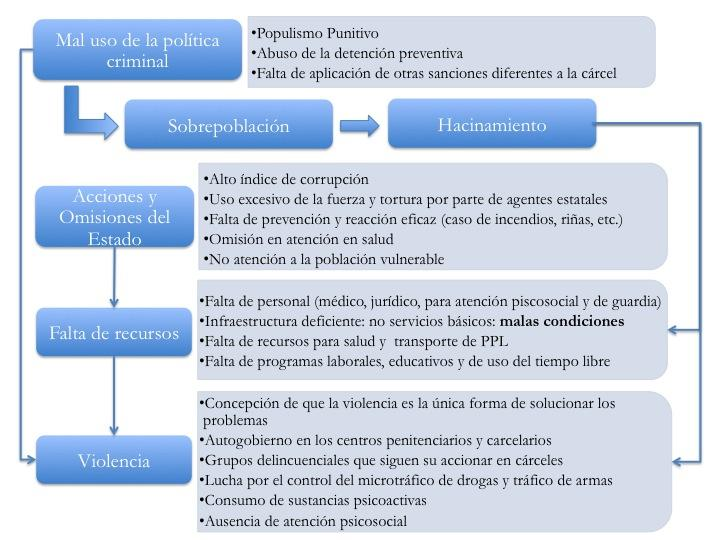 Mal uso de la política
criminal
•Populismo Punitivo
•Abuso de la detención preventiva
•Falta de aplicación de otras sanciones diferentes a la cárcel
Sobrepoblación
Hacinamiento
Acciones y
Omisiones del
Estado
•Alto índice de corrupción
•Uso excesivo de la fuerza y tortura por parte de agentes estatales
•Falta de prevención y reacción eficaz (caso de incendios, riñas, etc.)
•Omisión en atención en salud
•No atención a la población vulnerable
Falta de recursos
•Falta de personal (médico, jurídico, para atención piscosocial y de guardia)
•Infraestructura deficiente: no servicios básicos: malas condiciones
•Falta de recursos para salud y transporte de PPL
•Falta de programas laborales, educativos y de uso del tiempo libre
Violencia
•Concepción de que la violencia es la única forma de solucionar los
problemas
•Autogobierno en los centros penitenciarios y carcelarios
•Grupos delincuenciales que siguen su accionar en cárceles
•Lucha por el control del microtráfico de drogas y tráfico de armas
•Consumo de sustancias psicoactivas
•Ausencia de atención psicosocial